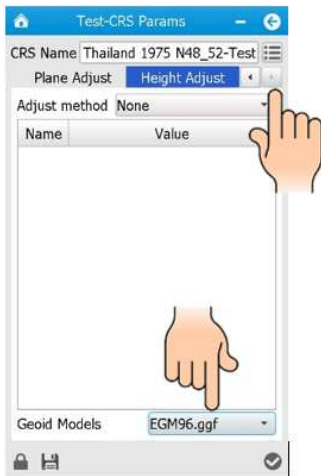 Test-CRS Params
CRS Name Thailand 1975 N48_52-Test
Plane Adjust Height Adjust
Adjust method None
Name Value
Geoid Models EGM96.ggf